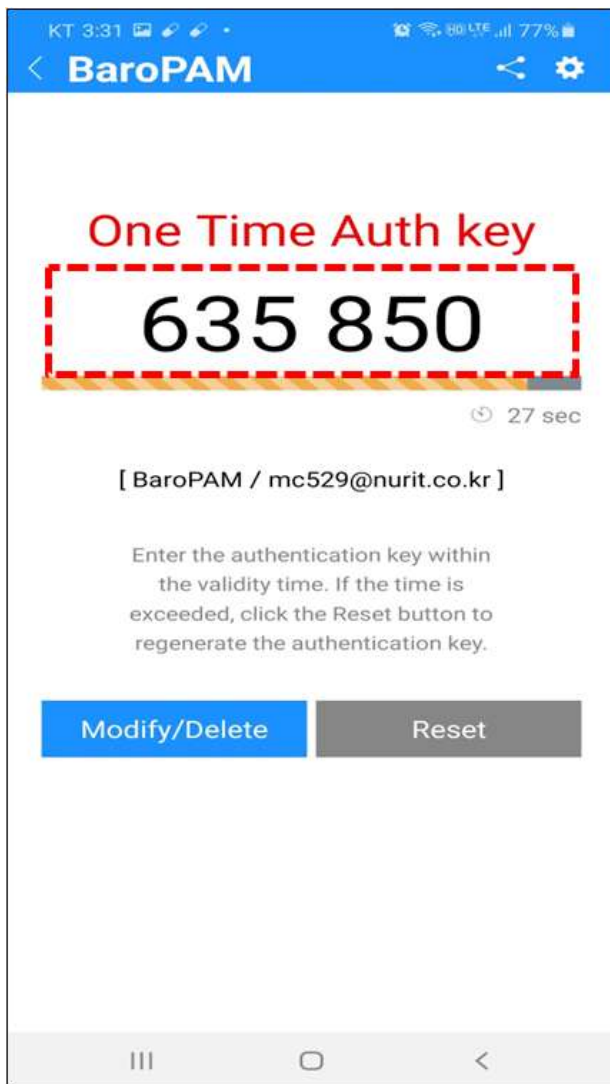 KT 3:31
HD LTE 77%
BaroPAM
One Time Auth key
635 850
27 sec
[ BaroPAM / mc529@nurit.co.kr ]
Enter the authentication key within
the validity time. If the time is
exceeded, click the Reset button to
regenerate the authentication key.
Modify/Delete
Reset